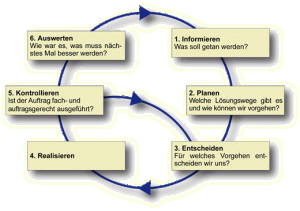 1. Informieren
Was soll getan werden?
2. Planen
Welche Lösungswege gibt es
und wie können wir vorgehen?
3. Entscheiden
Für welches Vorgehen ent-
scheiden wir uns?
4. Realisieren
5. Kontrollieren
Ist der Auftrag fach- und
auftragsgerecht ausgeführt?
6. Auswerten
Wie war es, was muss näch-
stes Mal besser werden?